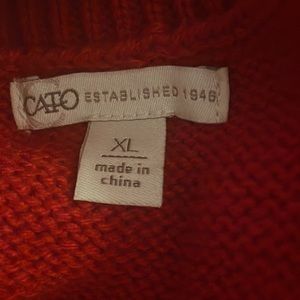 CATO ESTABLISHED 1946
XL
made in
china